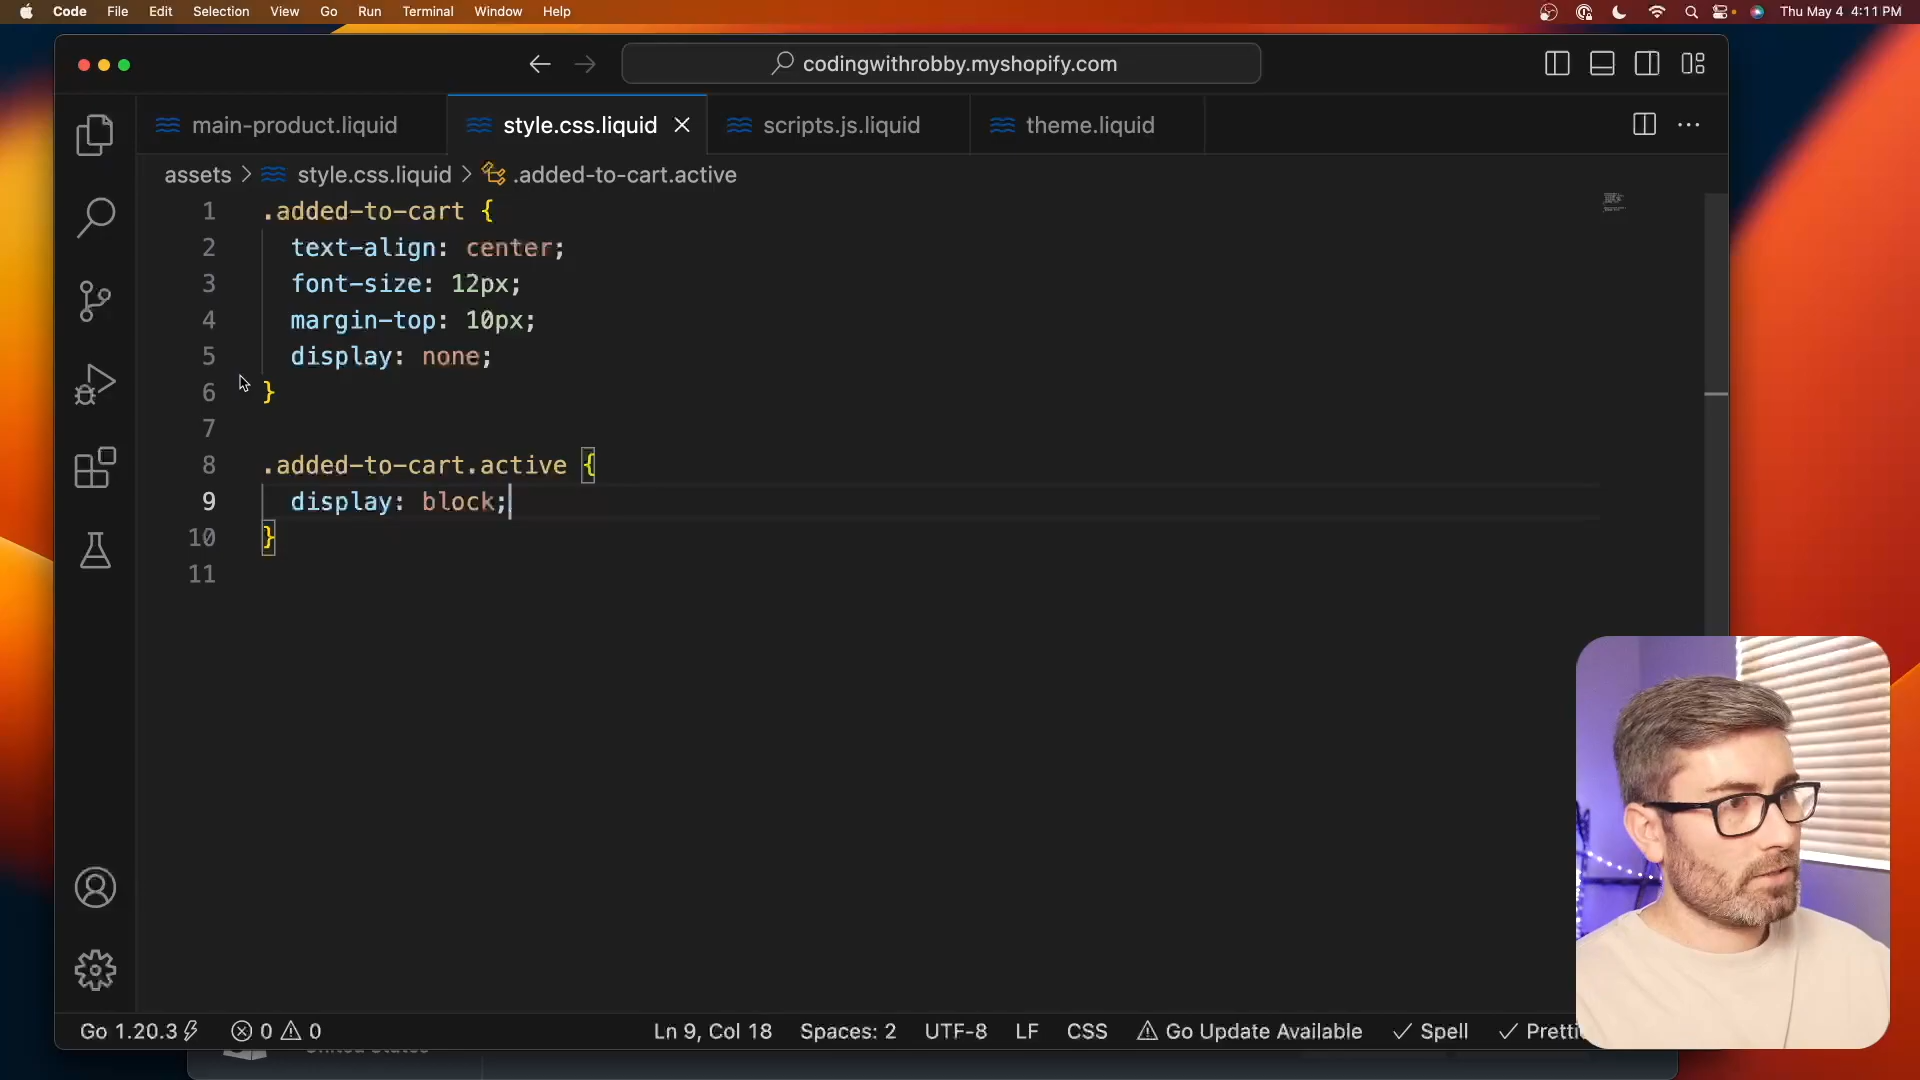 Code File Edit Selection View Go Run Terminal Window Help Thu May 4 4:11 PM
codingwithrobby.myshopify.com
main-product.liquid style.css.liquid scripts.js.liquid theme.liquid
assets > style.css.liquid > .added-to-cart.active
1 .added-to-cart {
2 text-align: center;
3 font-size: 12px;
4 margin-top: 10px;
5 display: none;
6 }
7
8 .added-to-cart.active {
9 display: block;
10 }
11
Go 1.20.3 0 0 Ln 9, Col 18 Spaces: 2 UTF-8 LF CSS Go Update Available Spell Pretti
United States